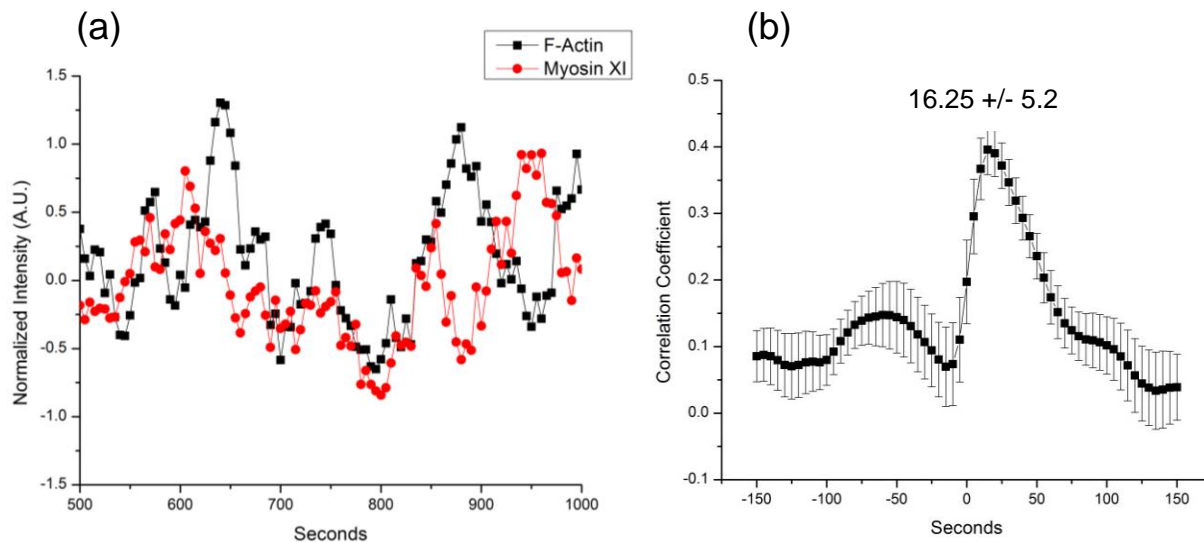 (a)
F-Actin
Myosin XI
Normalized Intensity (A.U.)
1.5
1.0
0.5
0.0
-0.5
-1.0
-1.5
500 600 700 800 900 1000
Seconds
(b)
16.25 +/- 5.2
Correlation Coefficient
0.5
0.4
0.3
0.2
0.1
0.0
-0.1
-150 -100 -50 0 50 100 150
Seconds